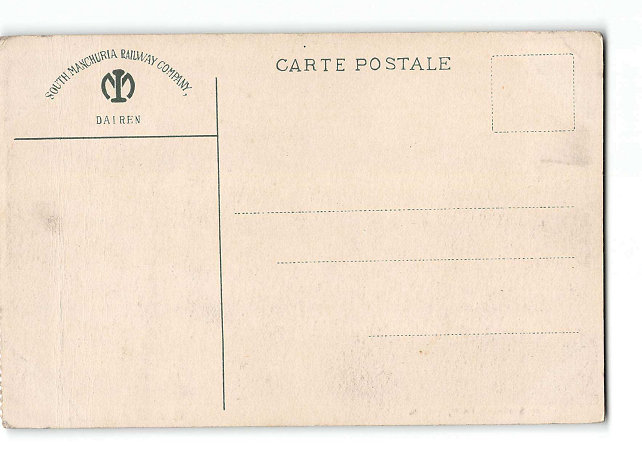 SOUTH MANCHURIA RAILWAY COMPANY,
DAIREN
CARTE POSTALE